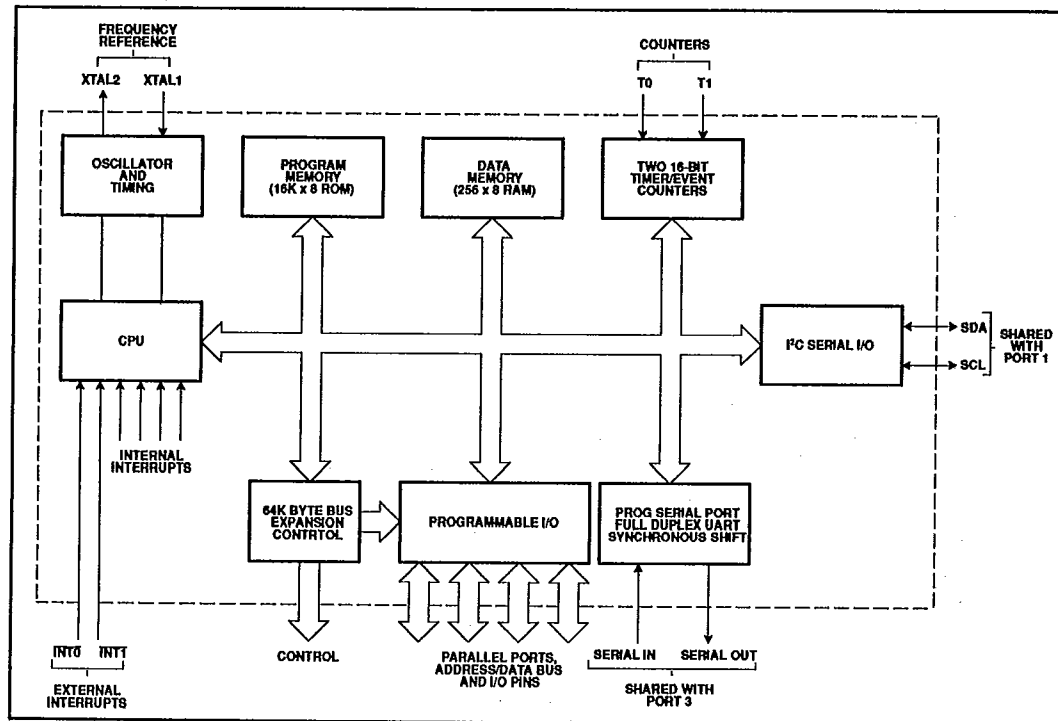 FREQUENCY
REFERENCE
XTAL2 XTAL1
COUNTERS
T0 T1
OSCILLATOR
AND
TIMING
PROGRAM
MEMORY
(16K x 8 ROM)
DATA
MEMORY
(256 x 8 RAM)
TWO 16-BIT
TIMER/EVENT
COUNTERS
CPU
I²C SERIAL I/O
SDA
SCL
SHARED
WITH
PORT 1
INTERNAL
INTERRUPTS
64K BYTE BUS
EXPANSION
CONTRTOL
PROGRAMMABLE I/O
PROG SERIAL PORT
FULL DUPLEX UART
SYNCHRONOUS SHIFT
INT0 INT1
EXTERNAL
INTERRUPTS
CONTROL
PARALLEL PORTS,
ADDRESS/DATA BUS
AND I/O PINS
SERIAL IN SERIAL OUT
SHARED WITH
PORT 3